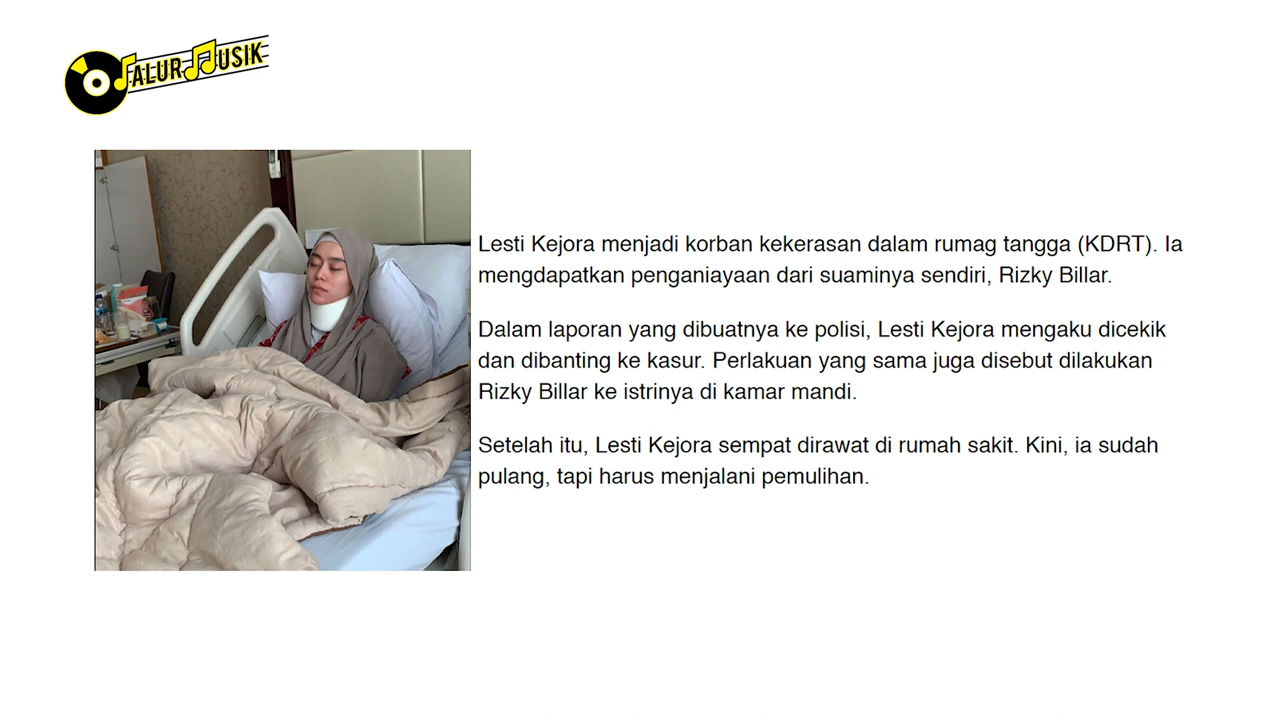 JALUR MUSIK
Lesti Kejora menjadi korban kekerasan dalam rumag tangga (KDRT). Ia
mengdapatkan penganiayaan dari suaminya sendiri, Rizky Billar.
Dalam laporan yang dibuatnya ke polisi, Lesti Kejora mengaku dicekik
dan dibanting ke kasur. Perlakuan yang sama juga disebut dilakukan
Rizky Billar ke istrinya di kamar mandi.
Setelah itu, Lesti Kejora sempat dirawat di rumah sakit. Kini, ia sudah
pulang, tapi harus menjalani pemulihan.